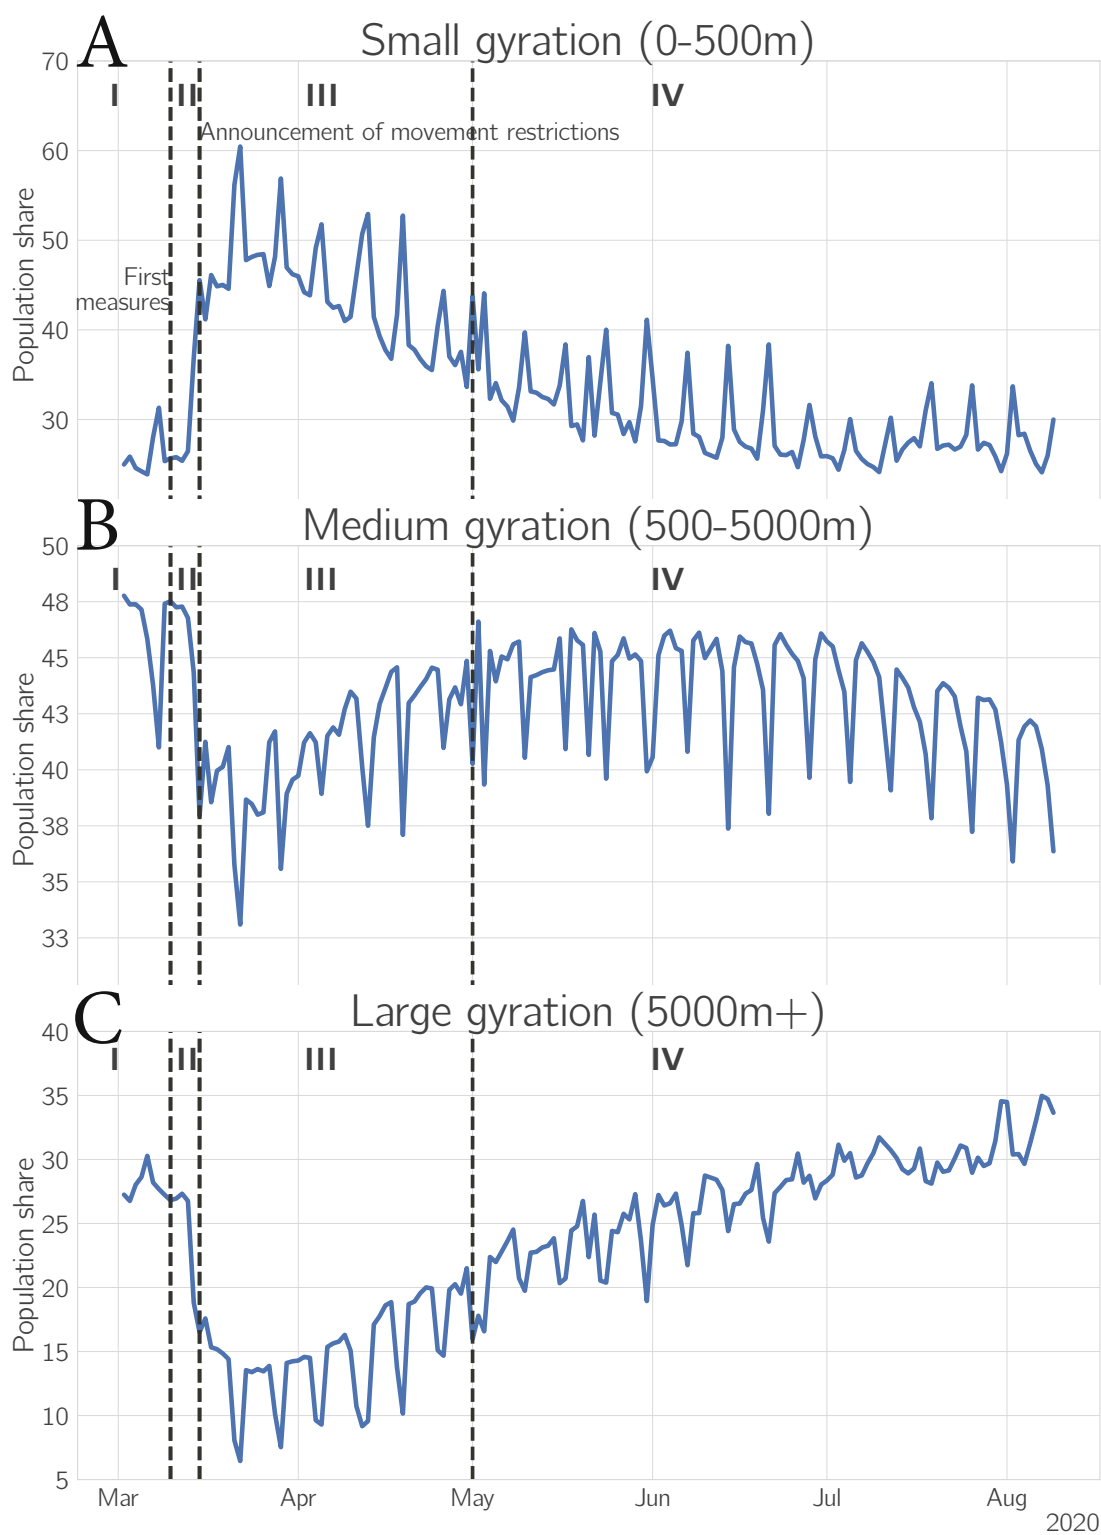 A
Small gyration (0-500m)
70
I II III IV
Announcement of movement restrictions
60
50
First
measures
40
30
Population share
B
Medium gyration (500-5000m)
50
I II III IV
48
45
43
40
38
35
33
Population share
C
Large gyration (5000m+)
40
I II III IV
35
30
25
20
15
10
5
Population share
Mar Apr May Jun Jul Aug
2020